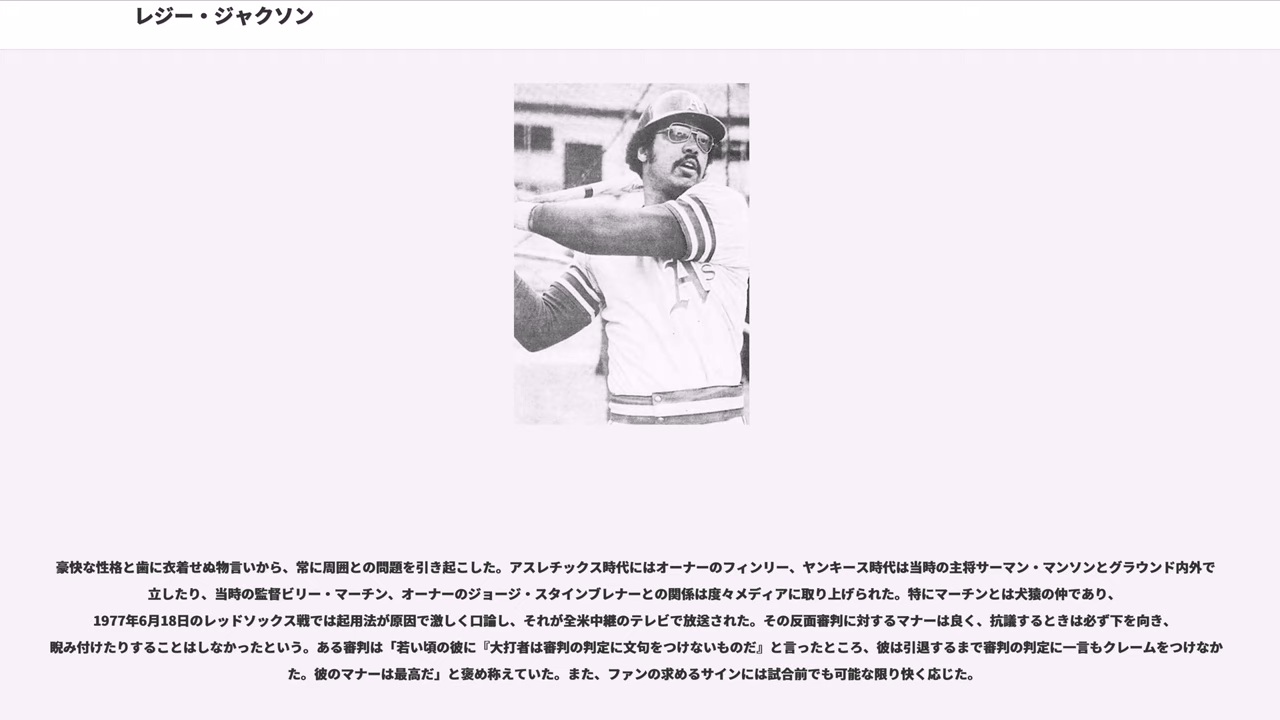 レジー・ジャクソン
A's
豪快な性格と歯に衣着せぬ物言いから、常に周囲との問題を引き起こした。アスレチックス時代にはオーナーのフィンリー、ヤンキース時代は当時の主将サーマン・マンソンとグラウンド内外で
立したり、当時の監督ビリー・マーチン、オーナーのジョージ・スタインブレナーとの関係は度々メディアに取り上げられた。特にマーチンとは犬猿の仲であり、
1977年6月18日のレッドソックス戦では起用法が原因で激しく口論し、それが全米中継のテレビで放送された。その反面審判に対するマナーは良く、抗議するときは必ず下を向き、
睨み付けたりすることはしなかったという。ある審判は「若い頃の彼に『大打者は審判の判定に文句をつけないものだ』と言ったところ、彼は引退するまで審判の判定に一言もクレームをつけなか
た。彼のマナーは最高だ」と褒め称えていた。また、ファンの求めるサインには試合前でも可能な限り快く応じた。